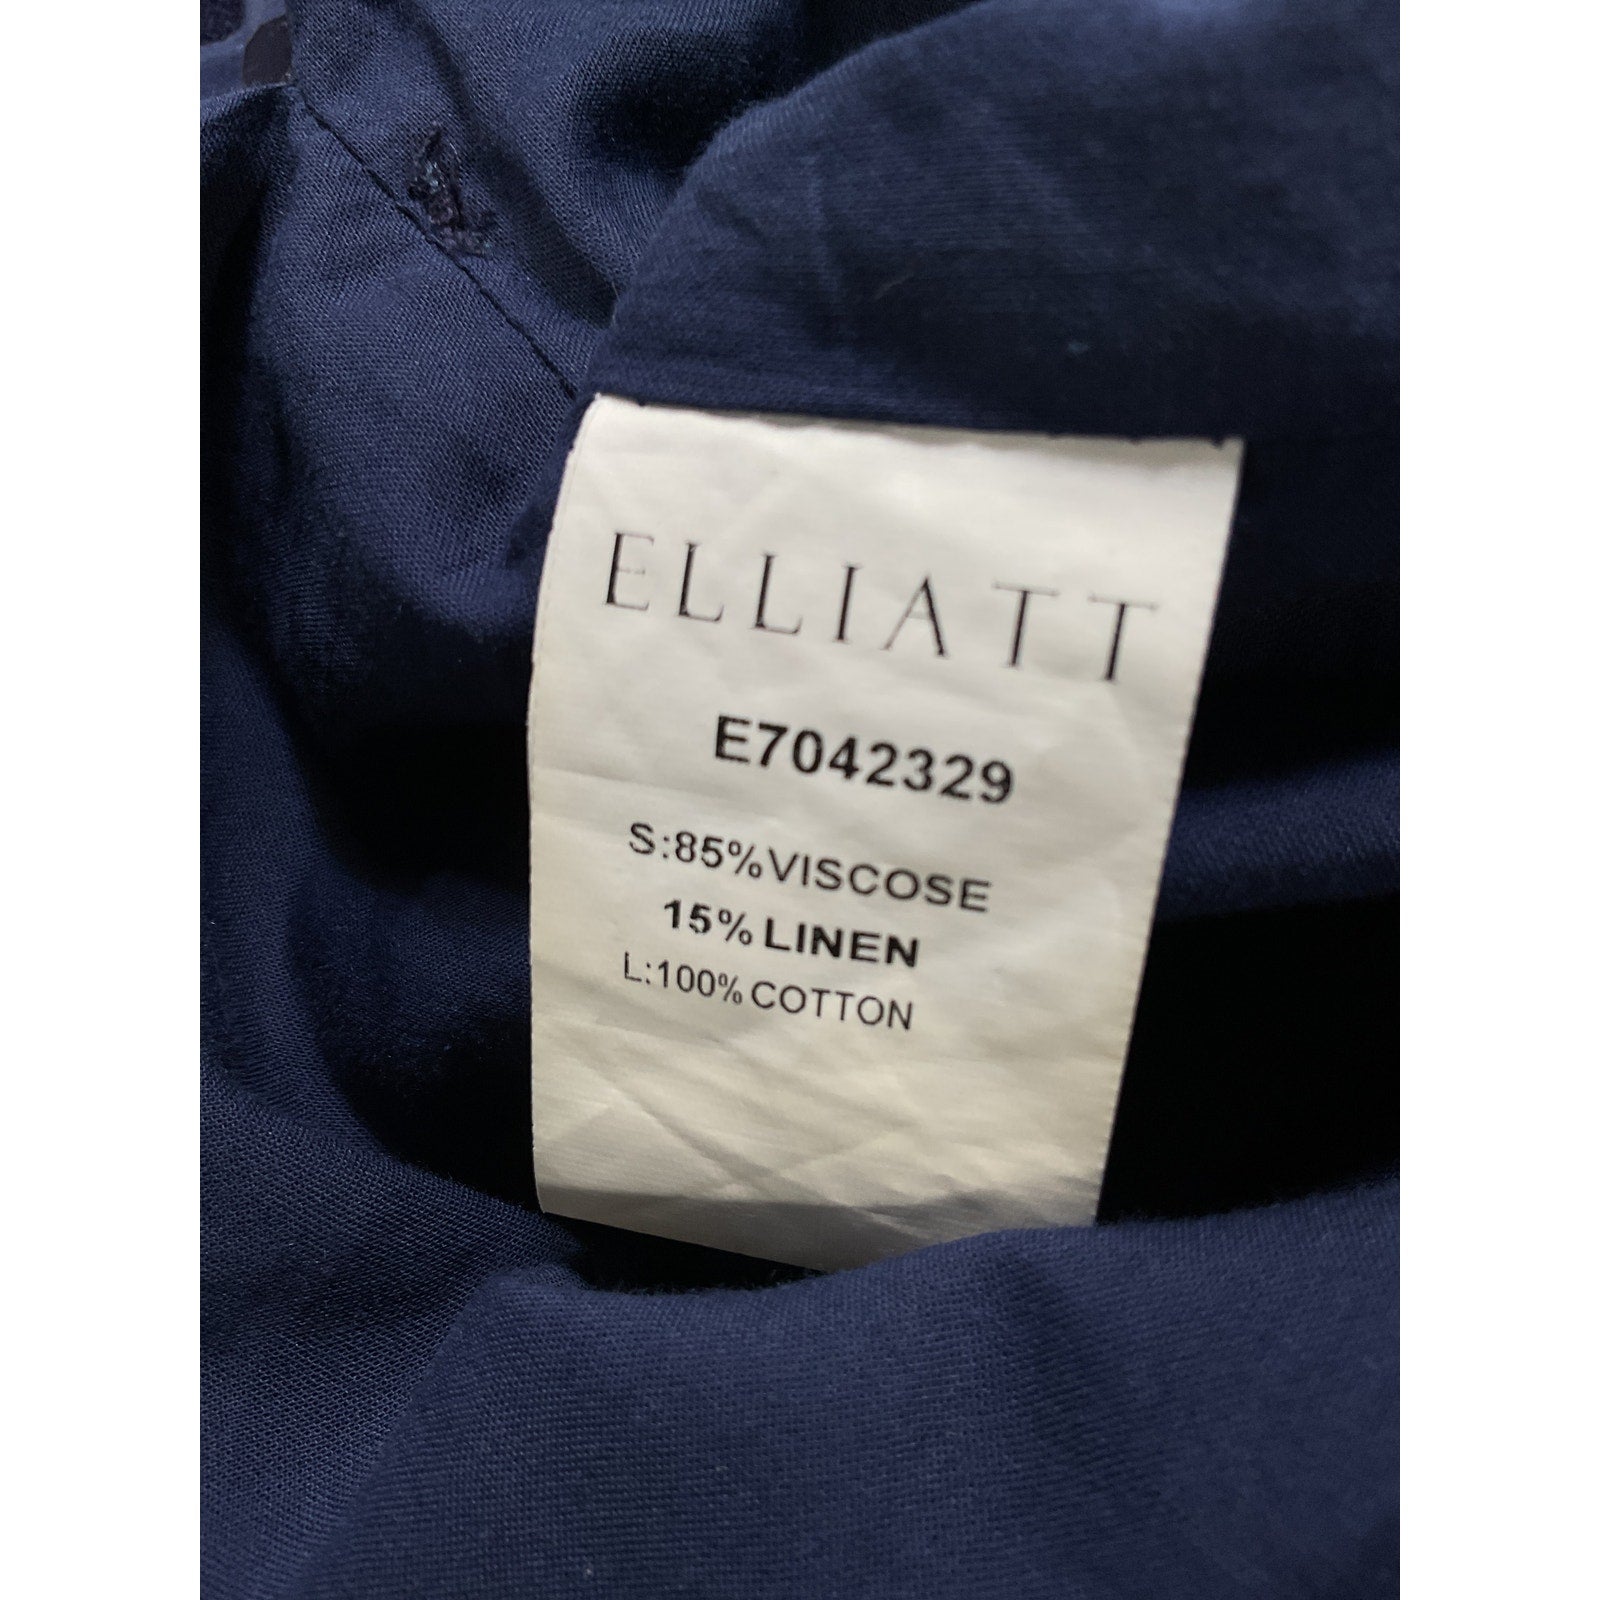 ELLIATT
E7042329
S:85%VISCOSE
15%LINEN
L:100%COTTON